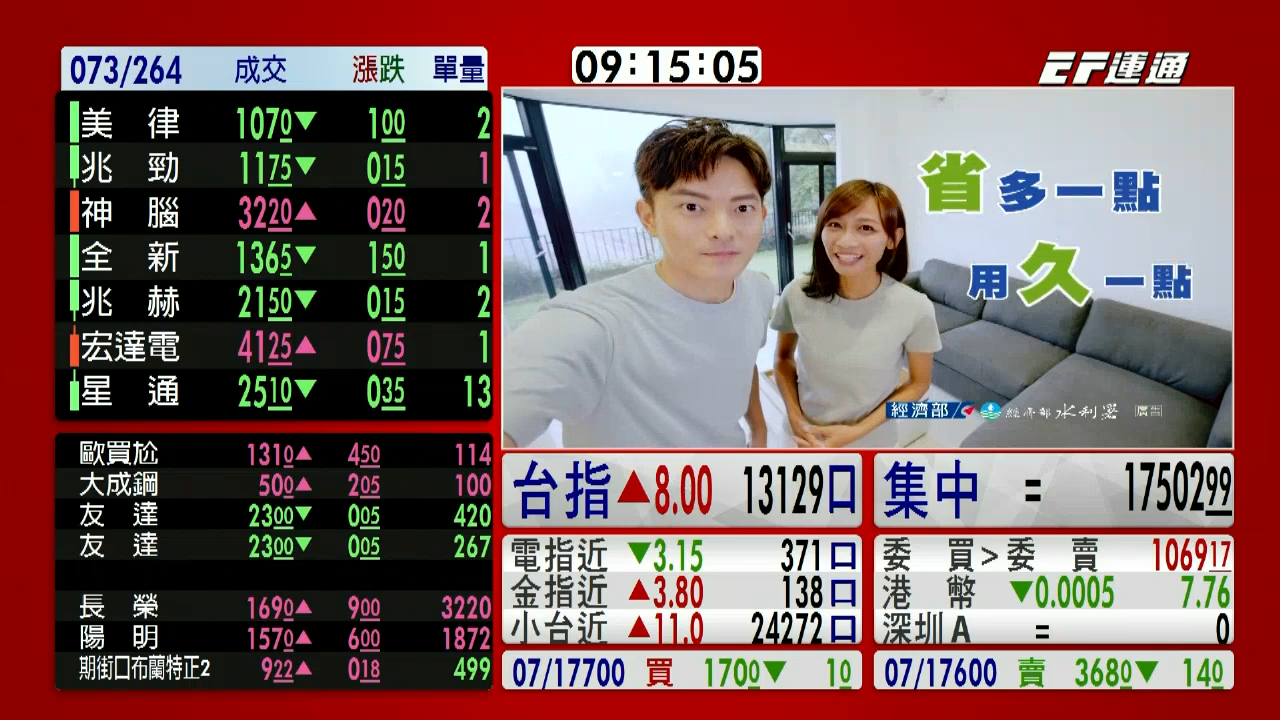 073/264 成交 漲跌 單量
美律 1070▼ 100 2
兆勁 1175▼ 015 1
神腦 3220▲ 020 2
全新 1365▼ 150 1
兆赫 2150▼ 015 2
宏達電 4125▲ 075 1
星通 2510▼ 035 13
歐買尬 1310▲ 450 114
大成鋼 500▲ 205 100
友達 2300▼ 005 420
友達 2300▼ 005 267
長榮 1690▲ 900 3220
陽明 1570▲ 600 1872
期街口布蘭特正2 922▲ 018 499
09:15:05
EF運通
省多一點
用久一點
經濟部 經濟部水利署 廣告
台指▲8.00 13129口
集中 = 1750299
電指近 ▼3.15 371口
金指近 ▲3.80 138口
小台近 ▲11.0 24272口
委買>委賣 106917
港幣 ▼0.0005 7.76
深圳A = 0
07/17700 買 1700▼ 10
07/17600 賣 3680▼ 140